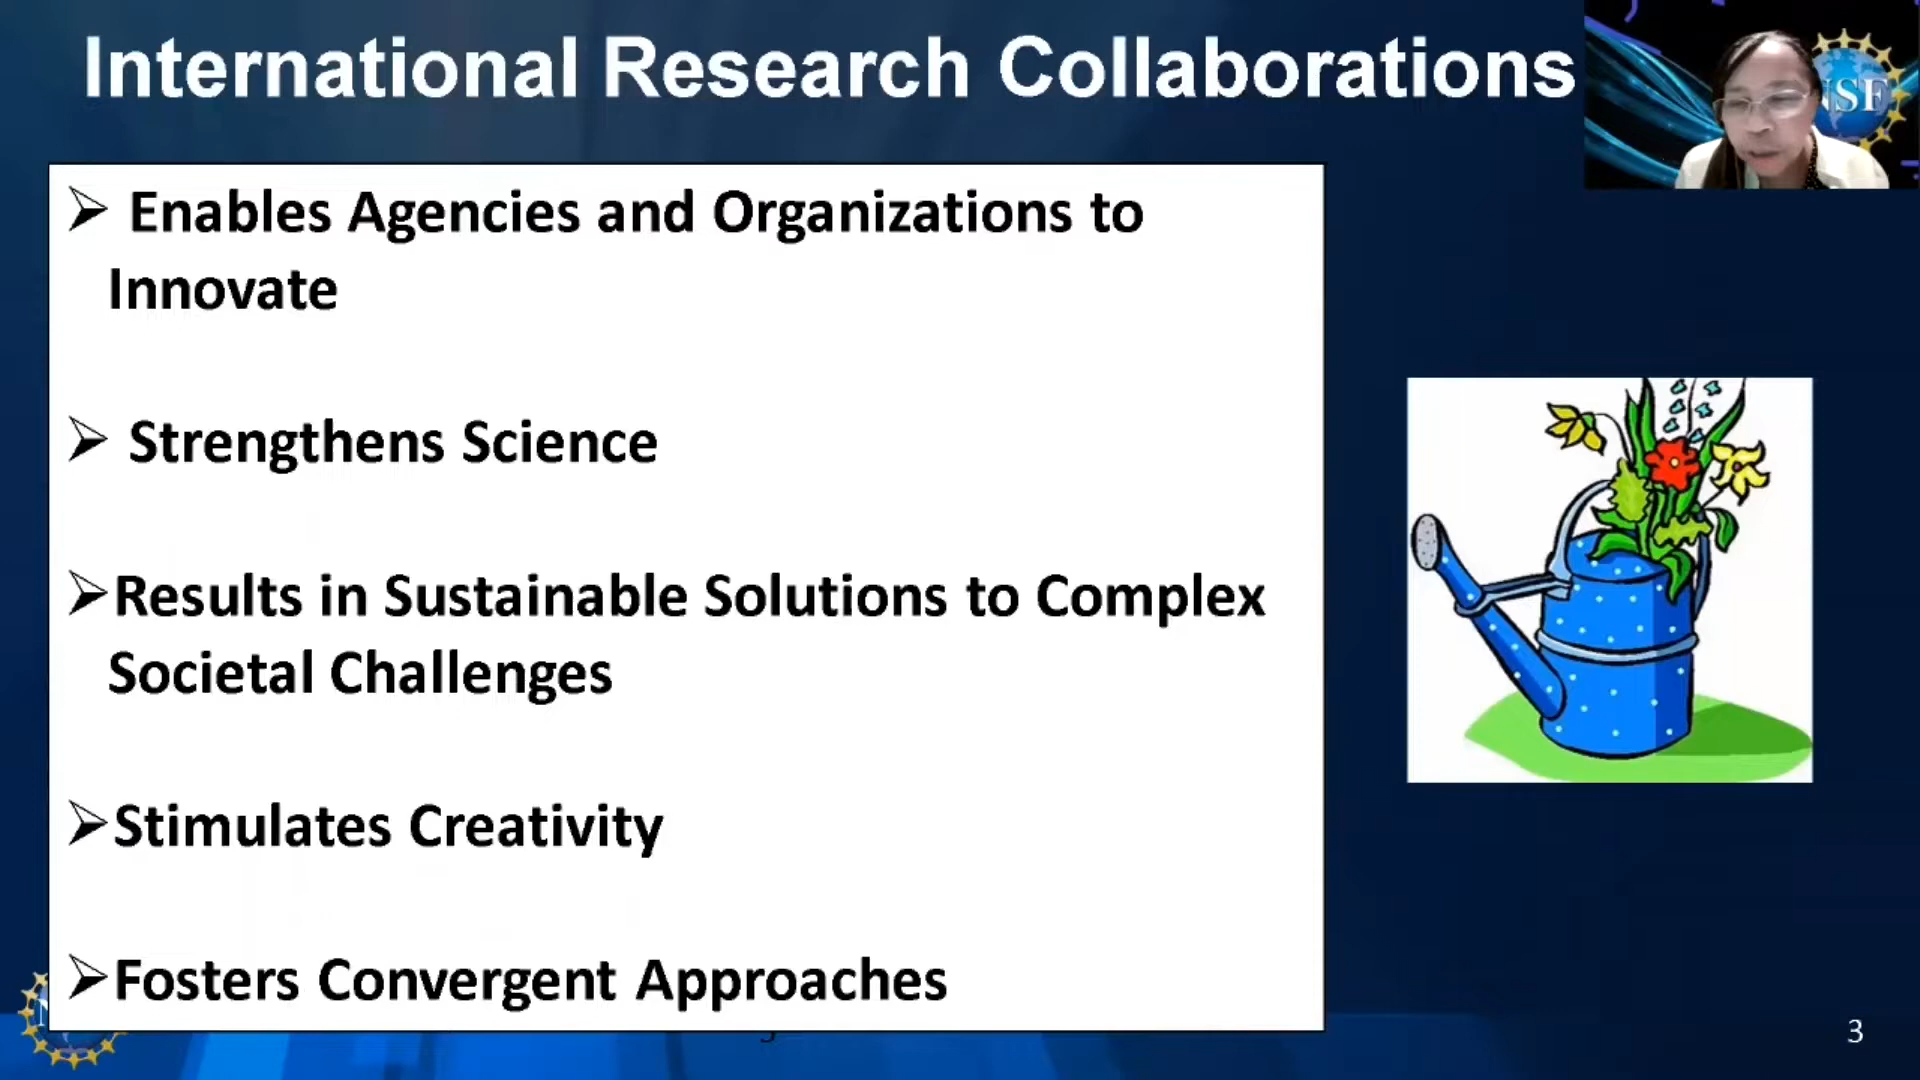 International Research Collaborations
NSF
➢ Enables Agencies and Organizations to
Innovate
➢ Strengthens Science
➢Results in Sustainable Solutions to Complex
Societal Challenges
➢Stimulates Creativity
➢Fosters Convergent Approaches
3